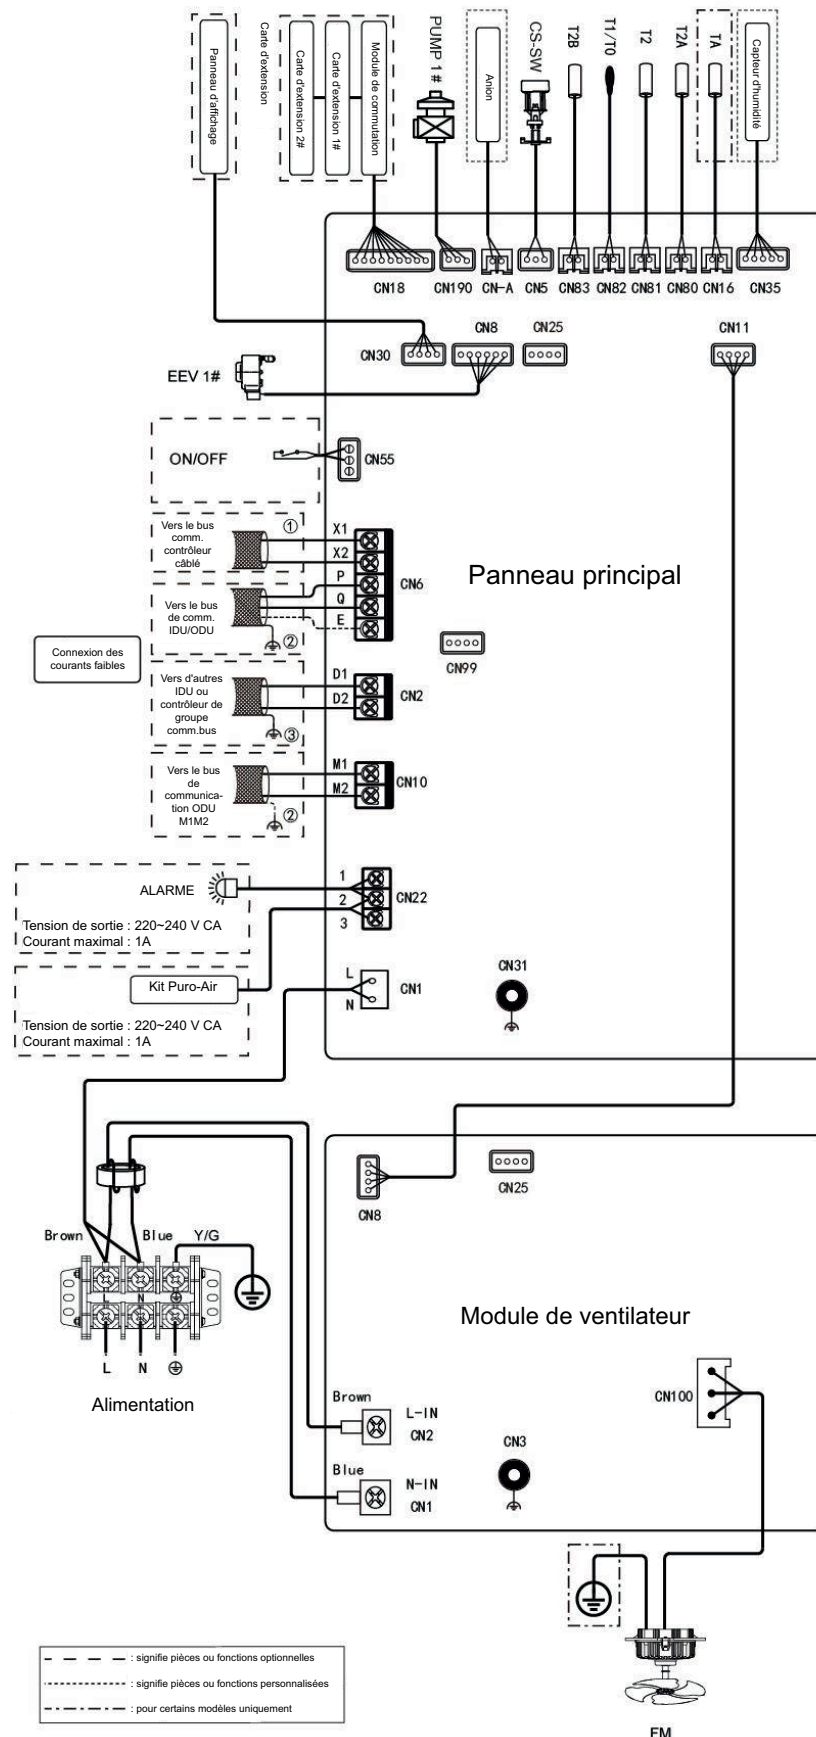 Panneau d'affichage
Carte d'extension
Carte d'extension 2#
Carte d'extension 1#
Module de commutation
PUMP 1#
Anion
CS-SW
T2B
T1/T0
T2
T2A
TA
Capteur d'humidité
CN18
CN190
CN-A
CN5
CN83
CN82
CN81
CN80
CN16
CN35
CN30
CN8
CN25
CN11
EEV 1#
ON/OFF
CN55
Vers le bus
comm.
contrôleur
câblé
①
X1
X2
P
Q
E
CN6
Panneau principal
Vers le bus
de comm.
IDU/ODU
②
CN99
Connexion des
courants faibles
Vers d'autres
IDU ou
contrôleur de
groupe
comm.bus
③
D1
D2
CN2
Vers le bus
de
communica-
tion ODU
M1M2
②
M1
M2
CN10
ALARME
1
2
3
CN22
Tension de sortie : 220~240 V CA
Courant maximal : 1A
Kit Puro-Air
L
N
CN1
CN31
Tension de sortie : 220~240 V CA
Courant maximal : 1A
CN8
CN25
Brown
Blue
Y/G
L
N
L
N
Alimentation
Module de ventilateur
Brown
L-IN
CN2
CN100
CN3
Blue
N-IN
CN1
: signifie pièces ou fonctions optionnelles
: signifie pièces ou fonctions personnalisées
: pour certains modèles uniquement
FM